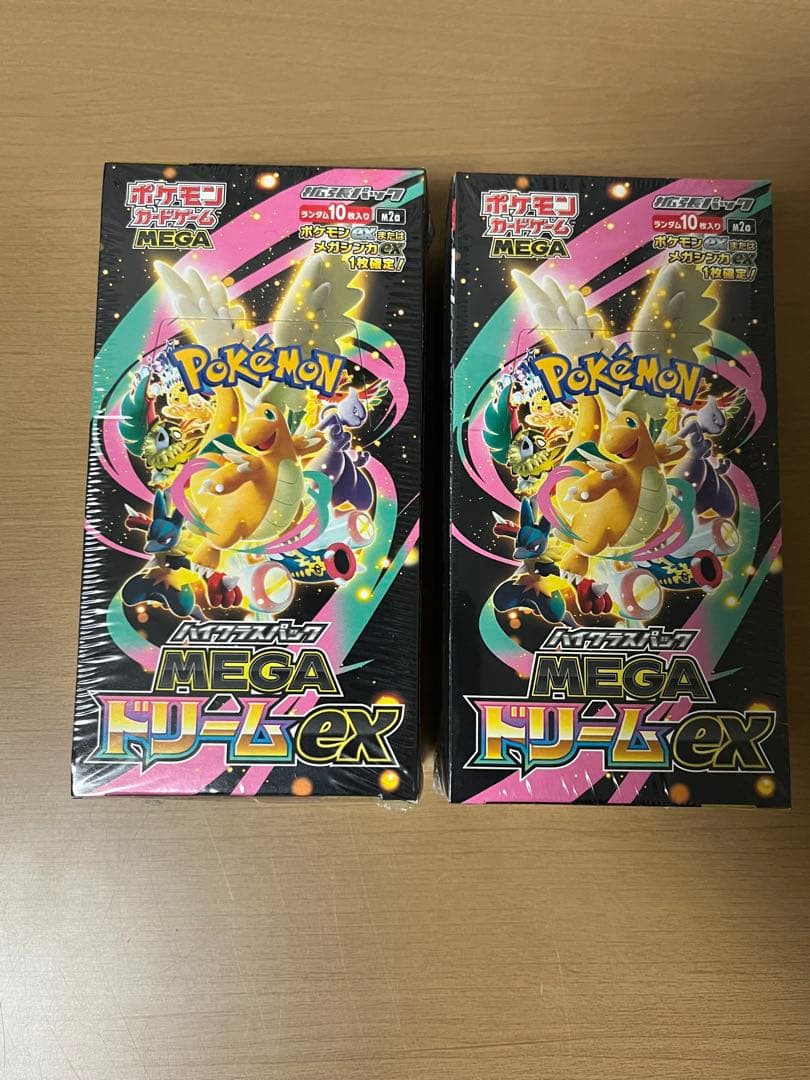 ポケモン
カードゲーム
MEGA
拡張パック
ランダム10枚入り M2a
ポケモンexまたは
メガシンカex
1枚確定!
POKéMON
ハイクラスパック
MEGA
ドリームex
ポケモン
カードゲーム
MEGA
拡張パック
ランダム10枚入り M2a
ポケモンexまたは
メガシンカex
1枚確定!
POKéMON
ハイクラスパック
MEGA
ドリームex